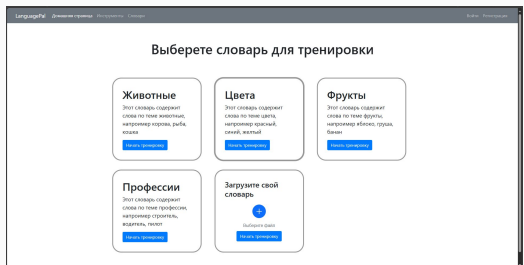 LanguagePal Домашняя страница Инструменты Словари
Войти Регистрация
Выберете словарь для тренировки
Животные
Этот словарь содержит
слова по теме животные,
например корова, рыба,
кошка
Начать тренировку
Цвета
Этот словарь содержит
слова по теме цвета,
например красный,
синий, желтый
Начать тренировку
Фрукты
Этот словарь содержит
слова по теме фрукты,
например яблоко, груша,
банан
Начать тренировку
Профессии
Этот словарь содержит
слова по теме профессии,
например строитель,
водитель, пилот
Начать тренировку
Загрузите свой
словарь
+
Выберите файл
Начать тренировку